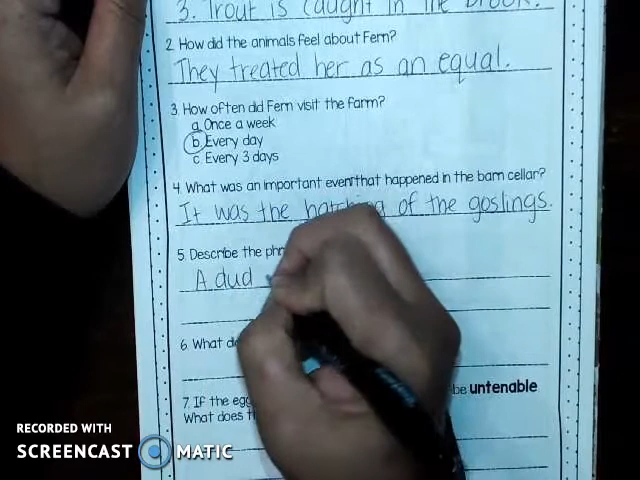 3. Trout is caught in the brook.
2. How did the animals feel about Fern?
They treated her as an equal.
3. How often did Fern visit the farm?
a. Once a week
b. Every day
c. Every 3 days
4. What was an important event that happened in the barn cellar?
It was the hatching of the goslings.
5. Describe the
A dud
6. What
7. If the be untenable
What does
RECORDED WITH
SCREENCAST O MATIC